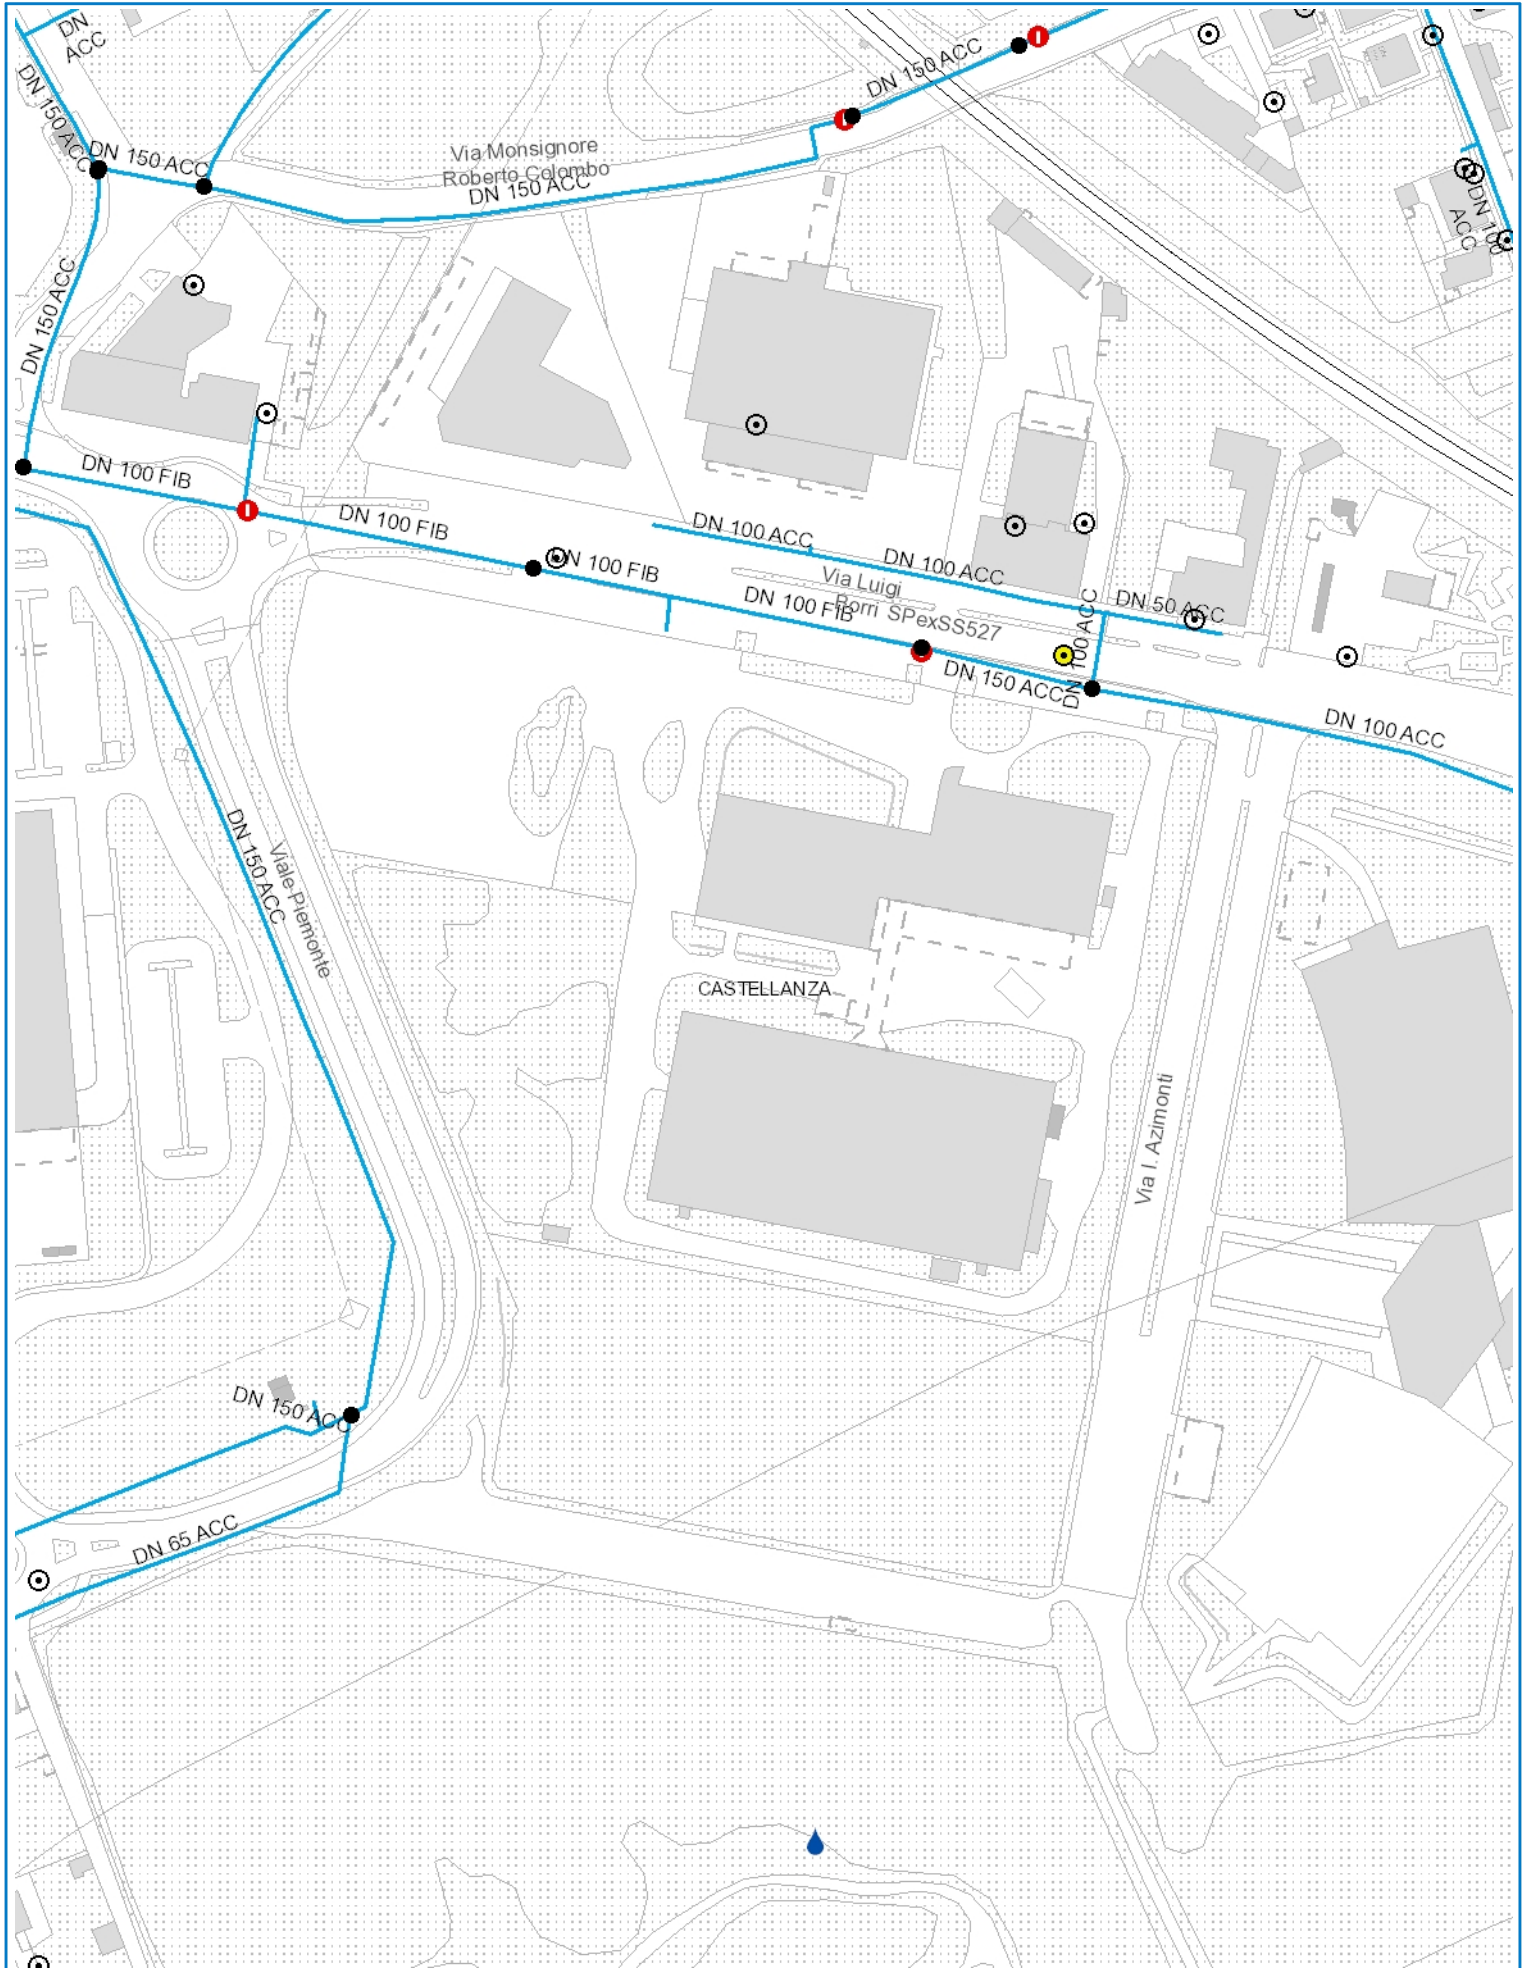 DN
ACC
DN 150 ACC
DN 150 ACC
DN 150 ACC
Via Monsignore
Roberto Colombo
DN 150 ACC
DN 100
ACC
DN 150 ACC
DN 100 FIB
DN 100 FIB
DN 100 FIB
DN 100 ACC
DN 100 ACC
Via Luigi
Borri SPexSS527
DN 100 FIB
DN 50 ACC
DN 100 ACC
DN 150 ACC
DN 100 ACC
DN 150 ACC
Viale Piemonte
CASTELLANZA
Via I. Azimonti
DN 150 ACC
DN 65 ACC